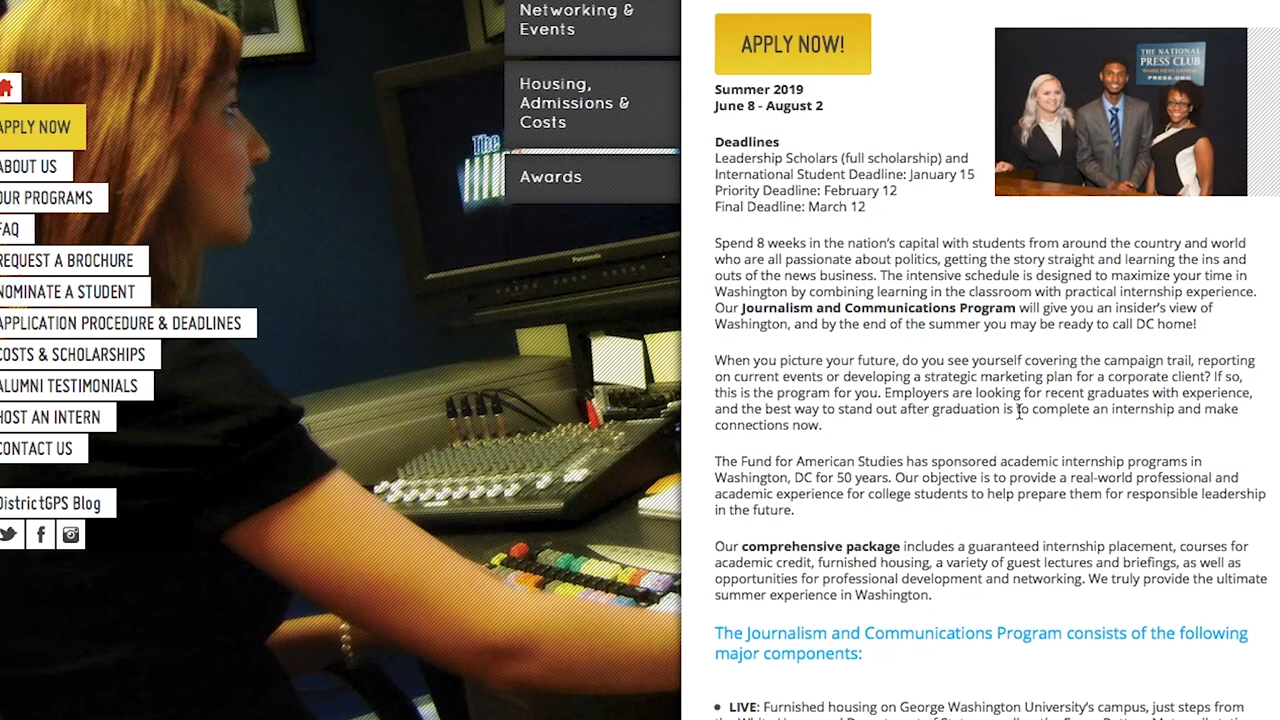 APPLY NOW
ABOUT US
OUR PROGRAMS
FAQ
REQUEST A BROCHURE
NOMINATE A STUDENT
APPLICATION PROCEDURE & DEADLINES
COSTS & SCHOLARSHIPS
ALUMNI TESTIMONIALS
HOST AN INTERN
CONTACT US
DistrictGPS Blog
The
Panasonic
Networking &
Events
Housing,
Admissions &
Costs
Awards
APPLY NOW!
THE NATIONAL
PRESS CLUB
WHERE NEWS HAPPENS
PRESS.ORG
Summer 2019
June 8 - August 2
Deadlines
Leadership Scholars (full scholarship) and
International Student Deadline: January 15
Priority Deadline: February 12
Final Deadline: March 12
Spend 8 weeks in the nation's capital with students from around the country and world
who are all passionate about politics, getting the story straight and learning the ins and
outs of the news business. The intensive schedule is designed to maximize your time in
Washington by combining learning in the classroom with practical internship experience.
Our Journalism and Communications Program will give you an insider's view of
Washington, and by the end of the summer you may be ready to call DC home!
When you picture your future, do you see yourself covering the campaign trail, reporting
on current events or developing a strategic marketing plan for a corporate client? If so,
this is the program for you. Employers are looking for recent graduates with experience,
and the best way to stand out after graduation is to complete an internship and make
connections now.
The Fund for American Studies has sponsored academic internship programs in
Washington, DC for 50 years. Our objective is to provide a real-world professional and
academic experience for college students to help prepare them for responsible leadership
in the future.
Our comprehensive package includes a guaranteed internship placement, courses for
academic credit, furnished housing, a variety of guest lectures and briefings, as well as
opportunities for professional development and networking. We truly provide the ultimate
summer experience in Washington.
The Journalism and Communications Program consists of the following
major components:
• LIVE: Furnished housing on George Washington University's campus, just steps from